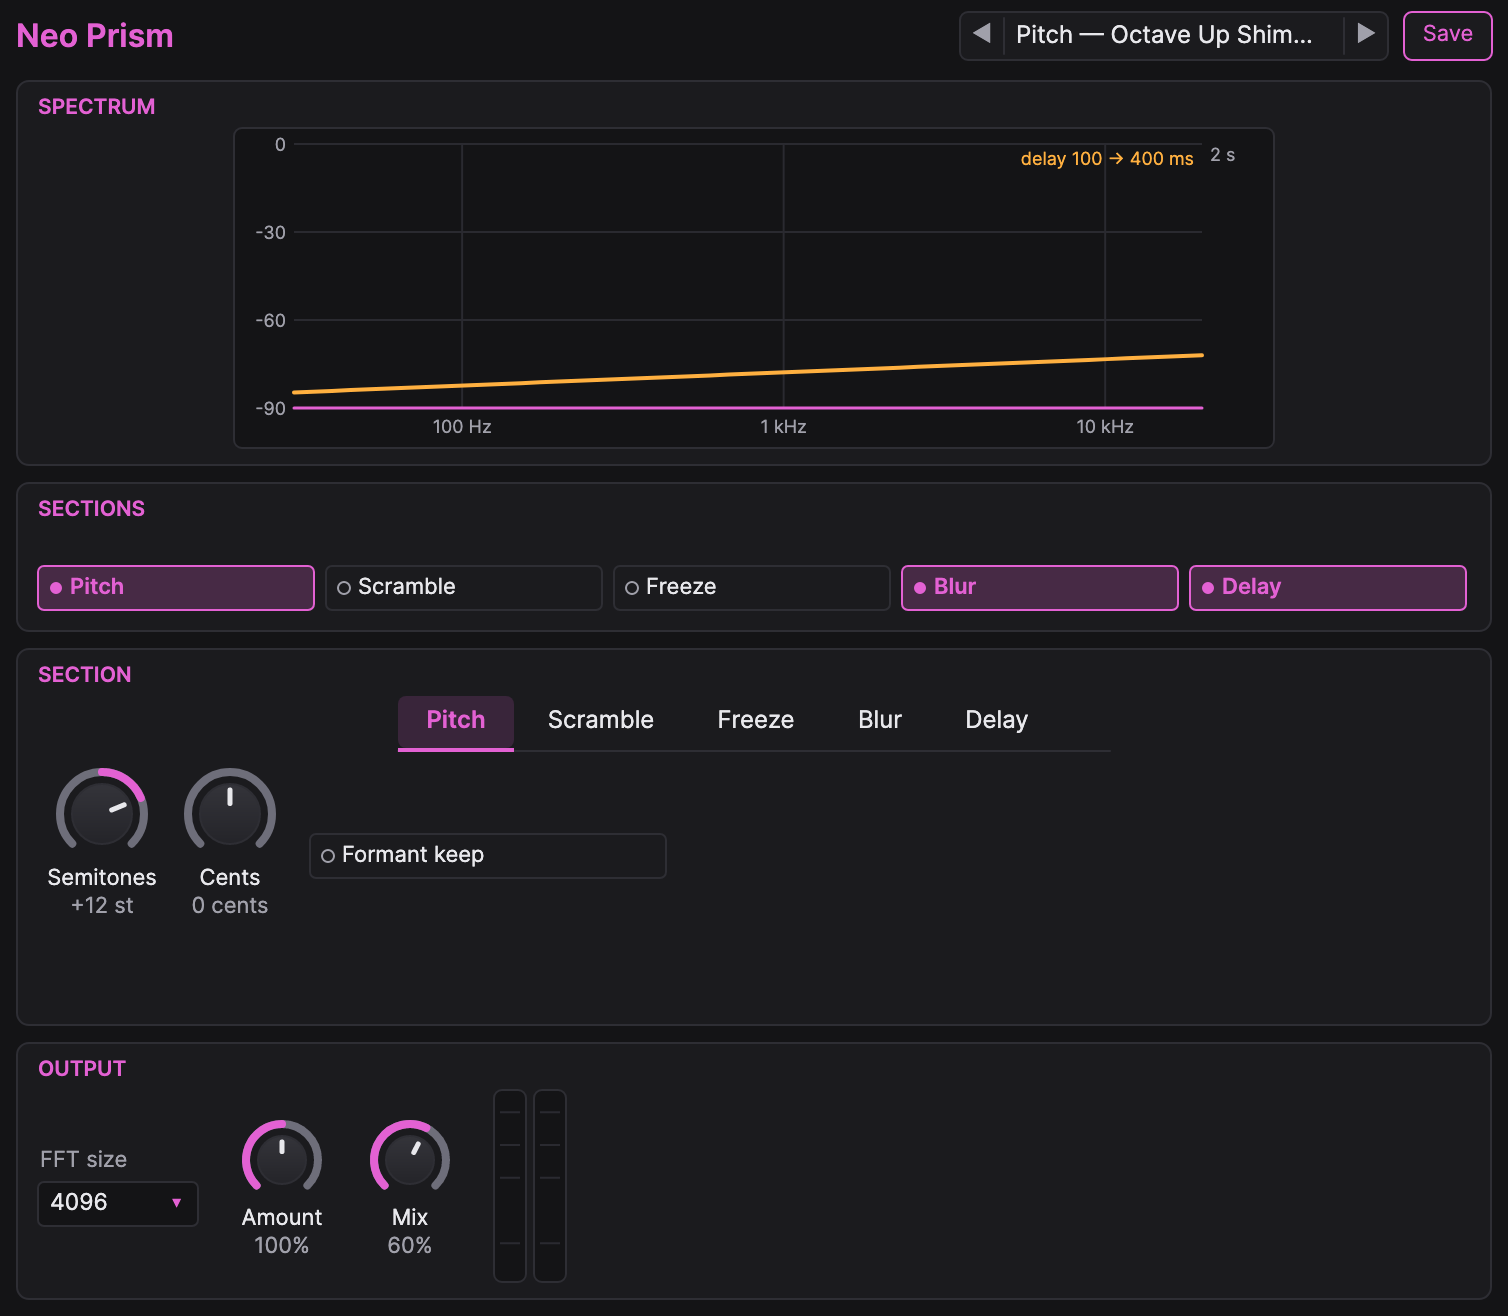 Neo Prism
Pitch — Octave Up Shim...
Save
SPECTRUM
0
delay 100 → 400 ms
2 s
-30
-60
-90
100 Hz
1 kHz
10 kHz
SECTIONS
Pitch
Scramble
Freeze
Blur
Delay
SECTION
Pitch
Scramble
Freeze
Blur
Delay
Semitones
+12 st
Cents
0 cents
Formant keep
OUTPUT
FFT size
4096
Amount
100%
Mix
60%